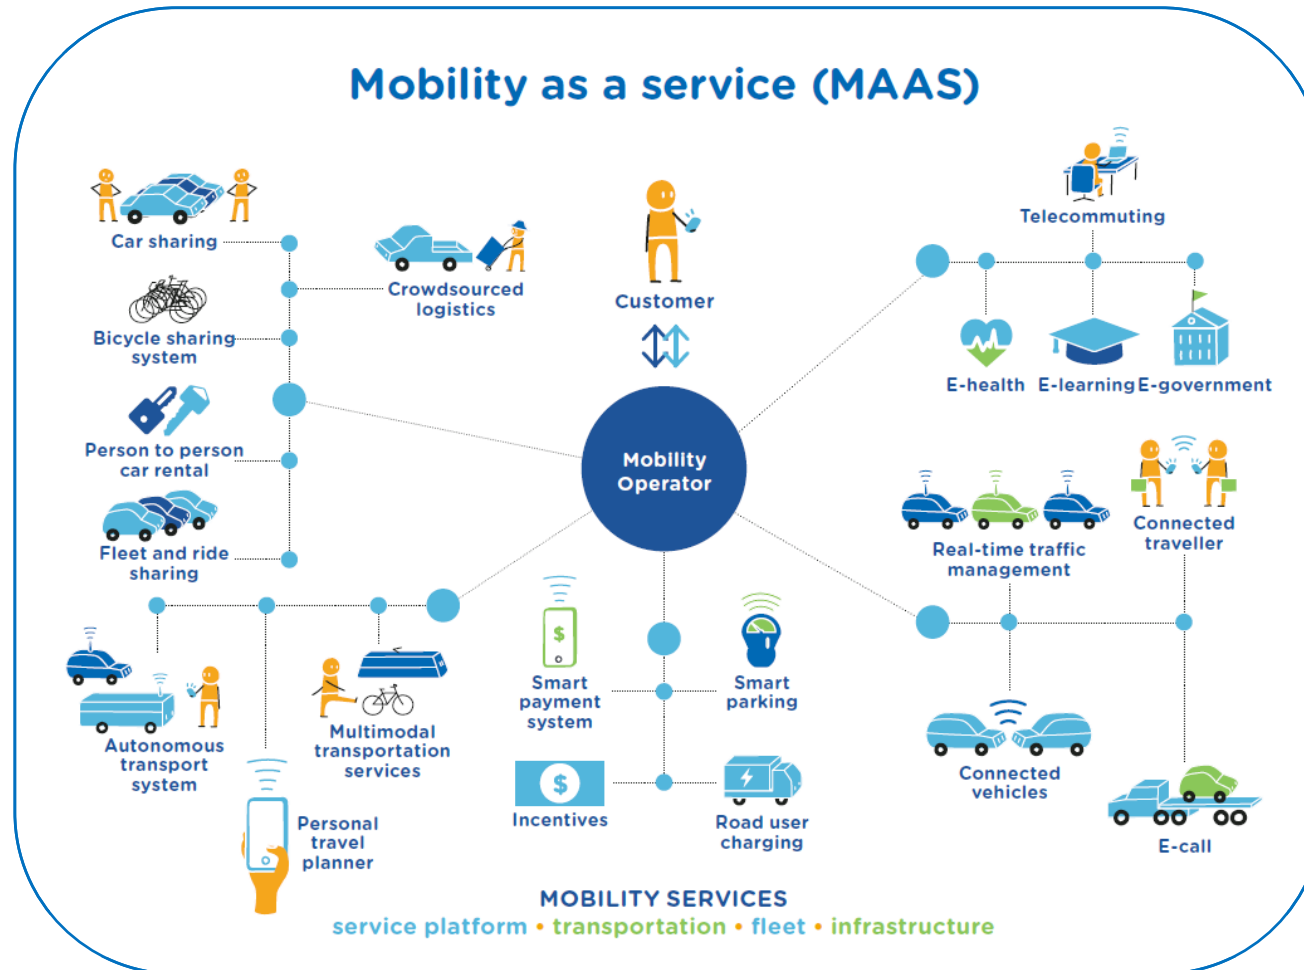 Mobility as a service (MAAS)
Car sharing
Crowdsourced
logistics
Bicycle sharing
system
Person to person
car rental
Fleet and ride
sharing
Customer
Mobility
Operator
Telecommuting
E-health
E-learning
E-government
Real-time traffic
management
Connected
traveller
Connected
vehicles
E-call
Autonomous
transport
system
Personal
travel
planner
Multimodal
transportation
services
$
Smart
payment
system
Smart
parking
$
Incentives
Road user
charging
MOBILITY SERVICES
service platform • transportation • fleet • infrastructure